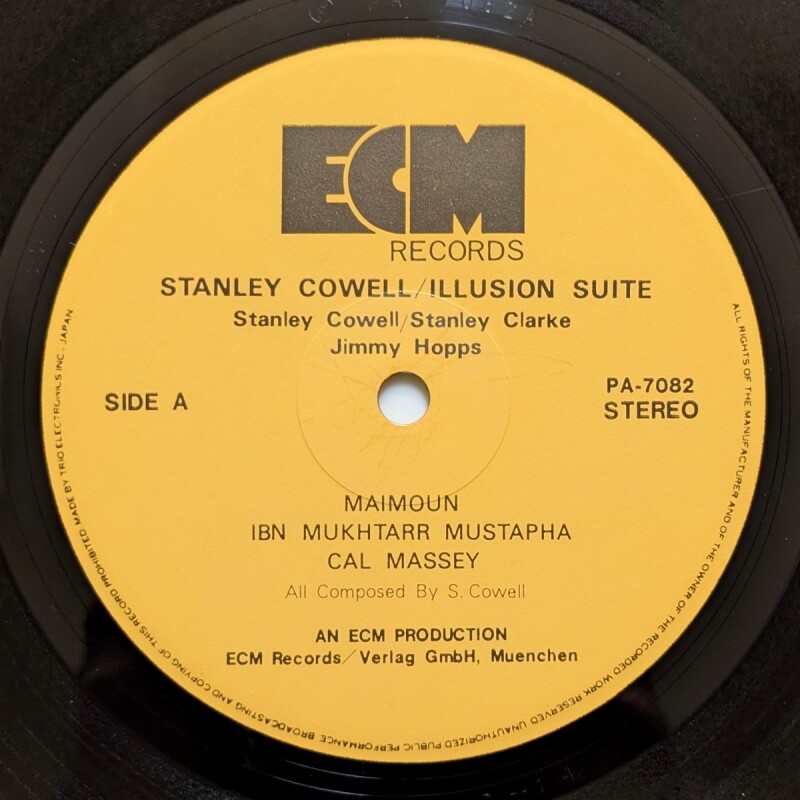 ECM
RECORDS
STANLEY COWELL/ILLUSION SUITE
Stanley Cowell/Stanley Clarke
Jimmy Hopps
SIDE A
PA-7082
STEREO
MAIMOUN
IBN MUKHTARR MUSTAPHA
CAL MASSEY
All Composed By S. Cowell
AN ECM PRODUCTION
ECM Records/Verlag GmbH, Muenchen
ALL RIGHTS OF THE MANUFACTURER AND OF THE OWNER OF THE RECORDED WORK RESERVED UNAUTHORIZED PUBLIC PERFORMANCE BROADCASTING AND COPYING OF THIS RECORD PROHIBITED MADE BY TRIO ELECTRONICS INC · JAPAN